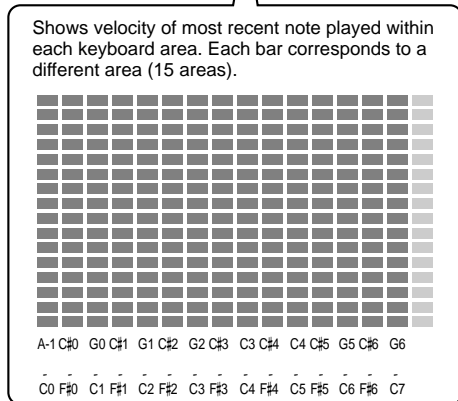 Shows velocity of most recent note played within
each keyboard area. Each bar corresponds to a
different area (15 areas).
A-1 C♯0 G0 C♯1 G1 C♯2 G2 C♯3 C3 C♯4 C4 C♯5 G5 C♯6 G6
- - - - - - - - - - - - - - -
C0 F♯0 C1 F♯1 C2 F♯2 C3 F♯3 C4 F♯4 C5 F♯5 C6 F♯6 C7